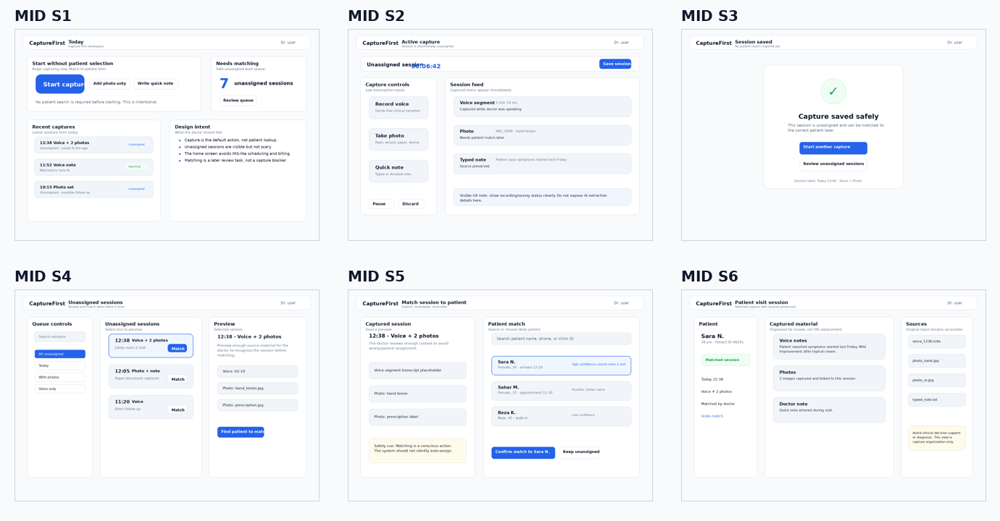 MID S1
CaptureFirst
Today
Capture-first workspace
Dr. user
Start without patient selection
Begin capturing now. Match to patient later.
Start captur
Add photo only
Write quick note
No patient search is required before starting. This is intentional.
Needs matching
Safe unassigned work queue
7 unassigned sessions
Review queue
Recent captures
Latest sessions from today
12:38 Voice + 2 photos
Unassigned · saved 8 min ago
Unassigned
11:52 Voice note
Matched to Sara N.
Matched
10:15 Photo set
Unassigned · possible follow-up
Unassigned
Design intent
What the doctor should feel
• Capture is the default action, not patient lookup.
• Unassigned sessions are visible but not scary.
• The home screen avoids HIS-like scheduling and billing.
• Matching is a later review task, not a capture blocker.
MID S2
CaptureFirst
Active capture
Session is intentionally unassigned
Dr. user
Unassigned session
00:06:42
Save session
Capture controls
Low interruption inputs
Record voice
Hands-free clinical narration
Take photo
Rash, wound, paper, device
Quick note
Typed or dictated note
Pause
Discard
Session feed
Captured items appear immediately
Voice segment 2 min 10 sec
Captured while doctor was speaking
Photo IMG_2048 · hand lesion
Needs patient match later
Typed note Patient says symptoms started last Friday
Source preserved
Visible UX note: show recording/saving status clearly. Do not expose AI extraction
details here.
MID S3
CaptureFirst
Session saved
No patient match required yet
Dr. user
✓
Capture saved safely
This session is unassigned and can be matched to
the correct patient later.
Start another capture
Review unassigned sessions
Session label: Today 12:46 · Voice + Photo
MID S4
CaptureFirst
Unassigned sessions
Review and match when there is time
Dr. user
Queue controls
Search sessions
All unassigned
Today
With photos
Voice only
Unassigned sessions
Select one to preview
12:38 Voice + 2 photos
Likely room 2 visit
Match
12:05 Photo + note
Paper document captured
Match
11:20 Voice
Short follow-up
Match
Preview
Selected session
12:38 - Voice + 2 photos
Preview enough source material for the
doctor to recognize the session before
matching.
Voice: 02:10
Photo: hand_lesion.jpg
Photo: prescription.jpg
Find patient to mat
MID S5
CaptureFirst
Match session to patient
Explicit, reviewable, reversible
Dr. user
Captured session
Source preview
12:38 - Voice + 2 photos
The doctor reviews enough context to avoid
wrong-patient assignment.
Voice segment transcript placeholder
Photo: hand lesion
Photo: prescription label
Safety cue: Matching is a conscious action.
The system should not silently auto-assign.
Patient match
Search or choose likely patient
Search patient name, phone, or clinic ID
Sara N.
Female, 34 · arrived 12:20
High confidence: recent room 2 visit
Sahar M.
Female, 37 · appointment 12:30
Possible: similar name
Reza K.
Male, 45 · walk-in
Low confidence
Confirm match to Sara N.
Keep unassigned
MID S6
CaptureFirst
Patient visit session
Matched capture with sources preserved
Dr. user
Patient
Sara N.
34 y/o · Patient ID 48291
Matched session
Today 12:38
Voice + 2 photos
Matched by doctor
Undo match
Captured material
Organized for review, not HIS replacement
Voice notes
Patient reported symptoms started last Friday. Mild
improvement after topical cream.
Photos
2 images captured and linked to this session.
Doctor note
Quick note entered during visit.
Sources
Original input remains accessible
voice_1238.m4a
photo_hand.jpg
photo_rx.jpg
typed_note.txt
Avoid clinical decision support
or diagnosis. This view is
capture organization only.